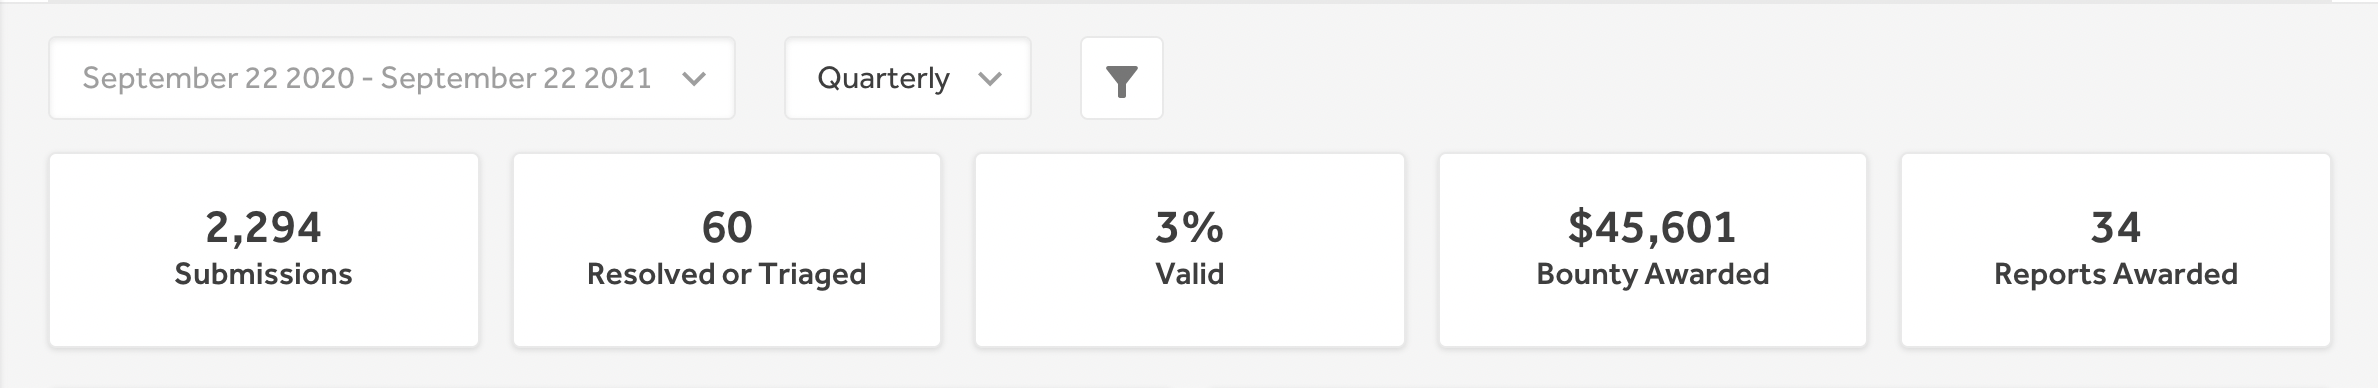 September 22 2020 - September 22 2021
Quarterly
2,294
Submissions
60
Resolved or Triaged
3%
Valid
$45,601
Bounty Awarded
34
Reports Awarded